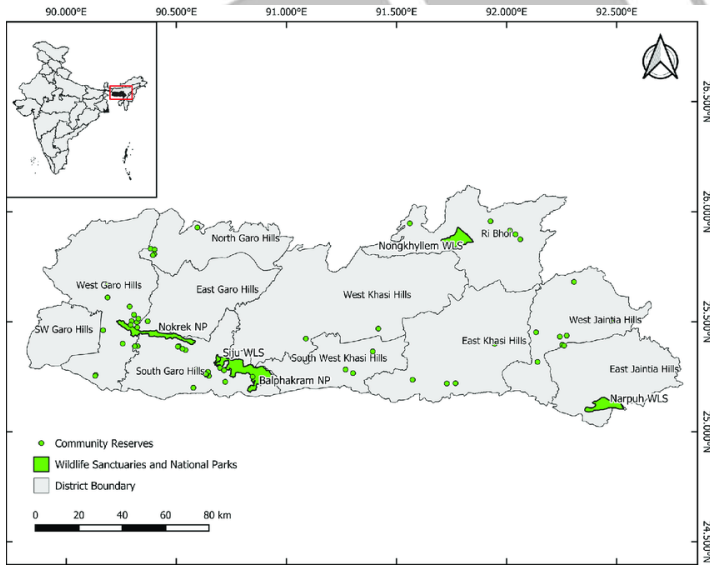 90.000°E 90.500°E 91.000°E 91.500°E 92.000°E 92.500°E
26.500°N
26.000°N
25.500°N
25.000°N
24.500°N
North Garo Hills
Ri Bhoi
Nongkhyllem WLS
West Garo Hills
East Garo Hills
West Khasi Hills
SW Garo Hills
Nokrek NP
West Jaintia Hills
East Khasi Hills
Siju WLS
South West Khasi Hills
South Garo Hills
Balphakram NP
East Jaintia Hills
Narpuh WLS
Community Reserves
Wildlife Sanctuaries and National Parks
District Boundary
0 20 40 60 80 km